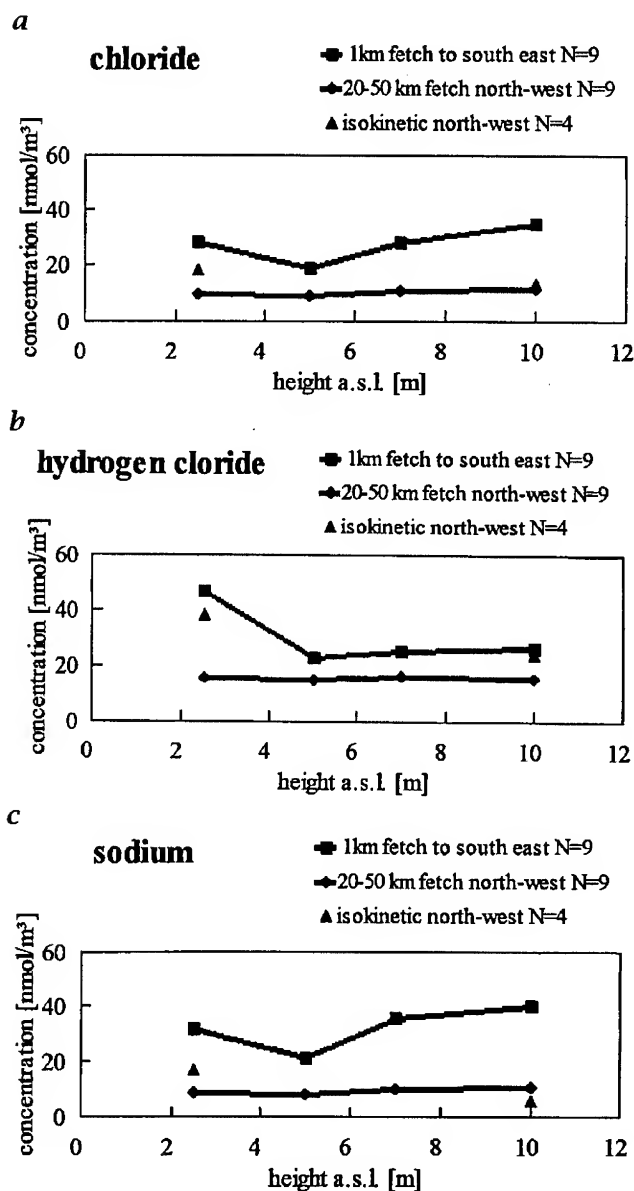 a
chloride
1km fetch to south east N=9
20-50 km fetch north-west N=9
isokinetic north-west N=4
concentration [nmol/m³]
60
40
20
0
0 2 4 6 8 10 12
height a.s.l. [m]
b
hydrogen cloride
1km fetch to south east N=9
20-50 km fetch north-west N=9
isokinetic north-west N=4
concentration [nmol/m³]
60
40
20
0
0 2 4 6 8 10 12
height a.s.l. [m]
c
sodium
1km fetch to south east N=9
20-50 km fetch north-west N=9
isokinetic north-west N=4
concentration [nmol/m³]
60
40
20
0
0 2 4 6 8 10 12
height a.s.l. [m]